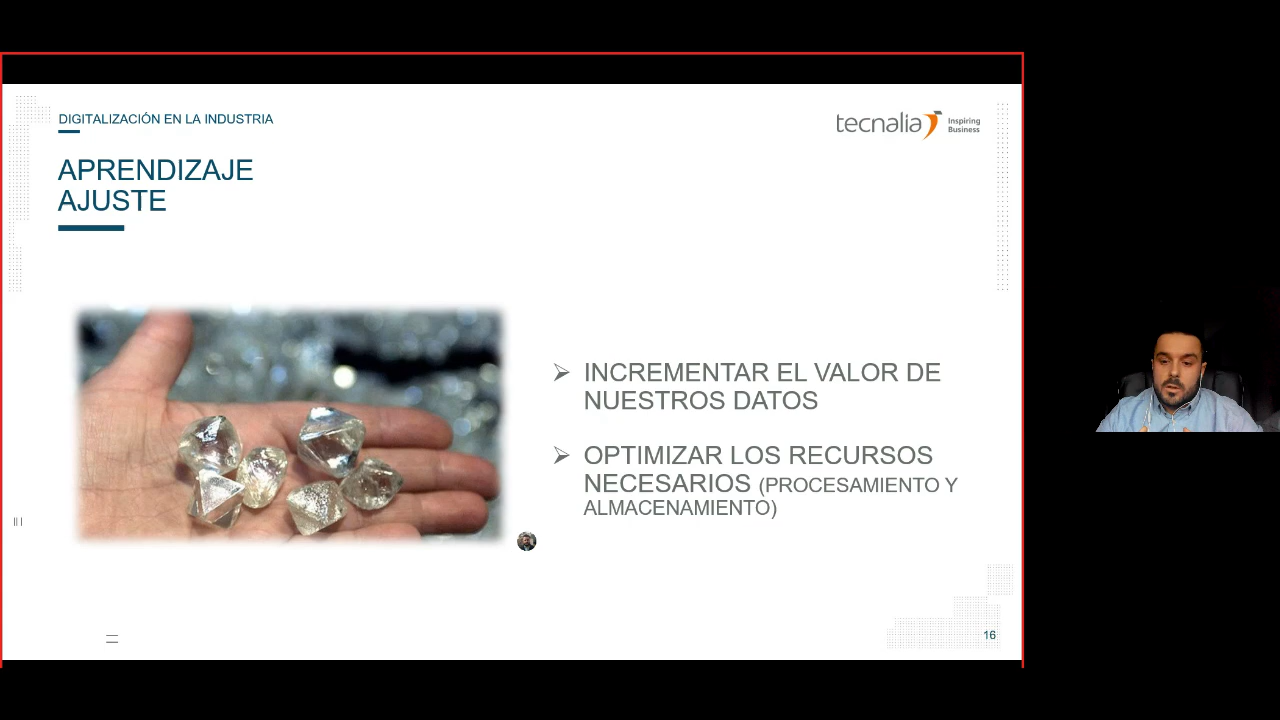 DIGITALIZACIÓN EN LA INDUSTRIA
tecnalia Inspiring Business
APRENDIZAJE
AJUSTE
➢ INCREMENTAR EL VALOR DE
NUESTROS DATOS
➢ OPTIMIZAR LOS RECURSOS
NECESARIOS (PROCESAMIENTO Y
ALMACENAMIENTO)
16